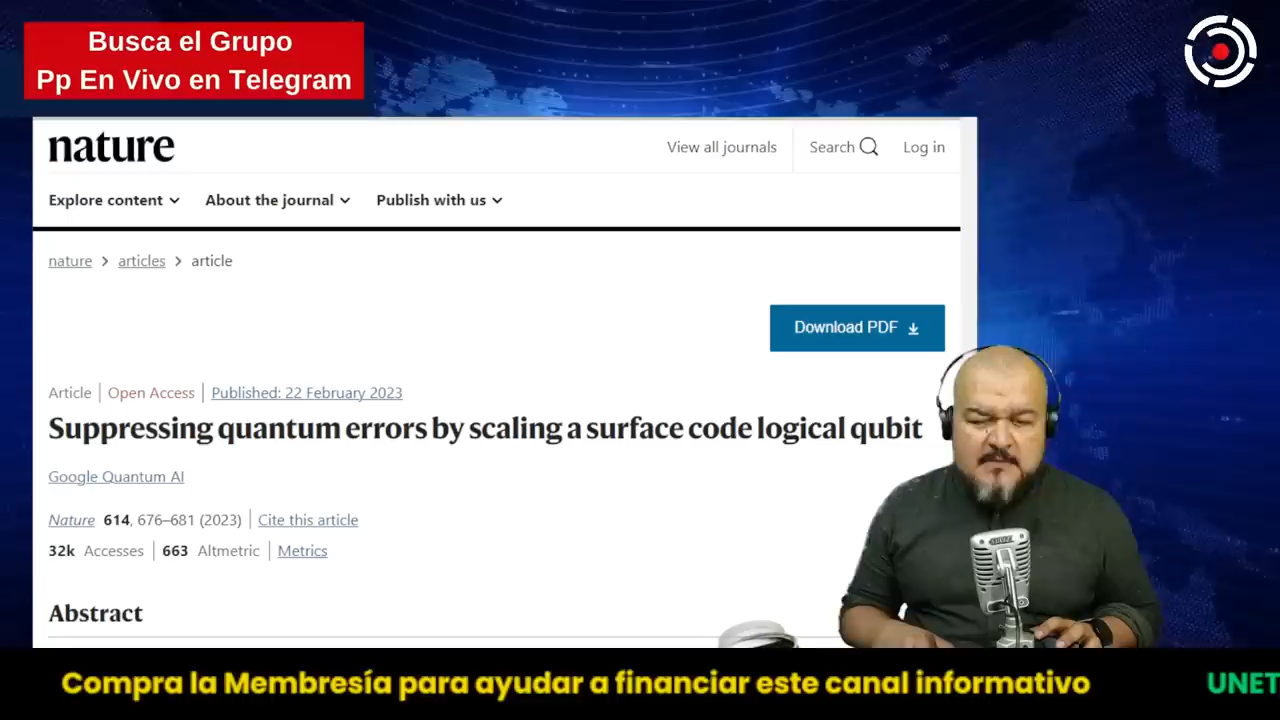 Busca el Grupo
Pp En Vivo en Telegram
nature
View all journals
Search
Log in
Explore content
About the journal
Publish with us
nature > articles > article
Download PDF
Article | Open Access | Published: 22 February 2023
Suppressing quantum errors by scaling a surface code logical qubit
Google Quantum AI
Nature 614, 676–681 (2023) | Cite this article
32k Accesses | 663 Altmetric | Metrics
Abstract
Compra la Membresía para ayudar a financiar este canal informativo
UNET